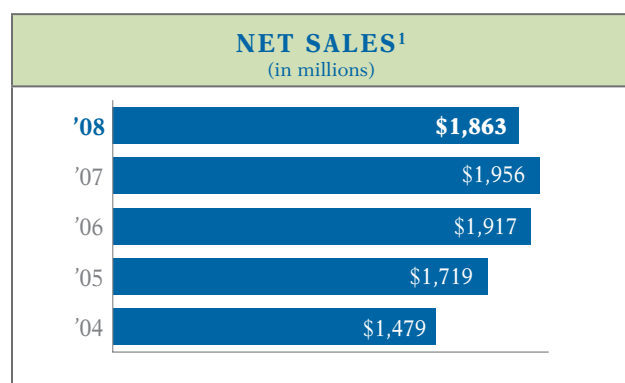 NET SALES¹
(in millions)
’08 $1,863
’07 $1,956
’06 $1,917
’05 $1,719
’04 $1,479